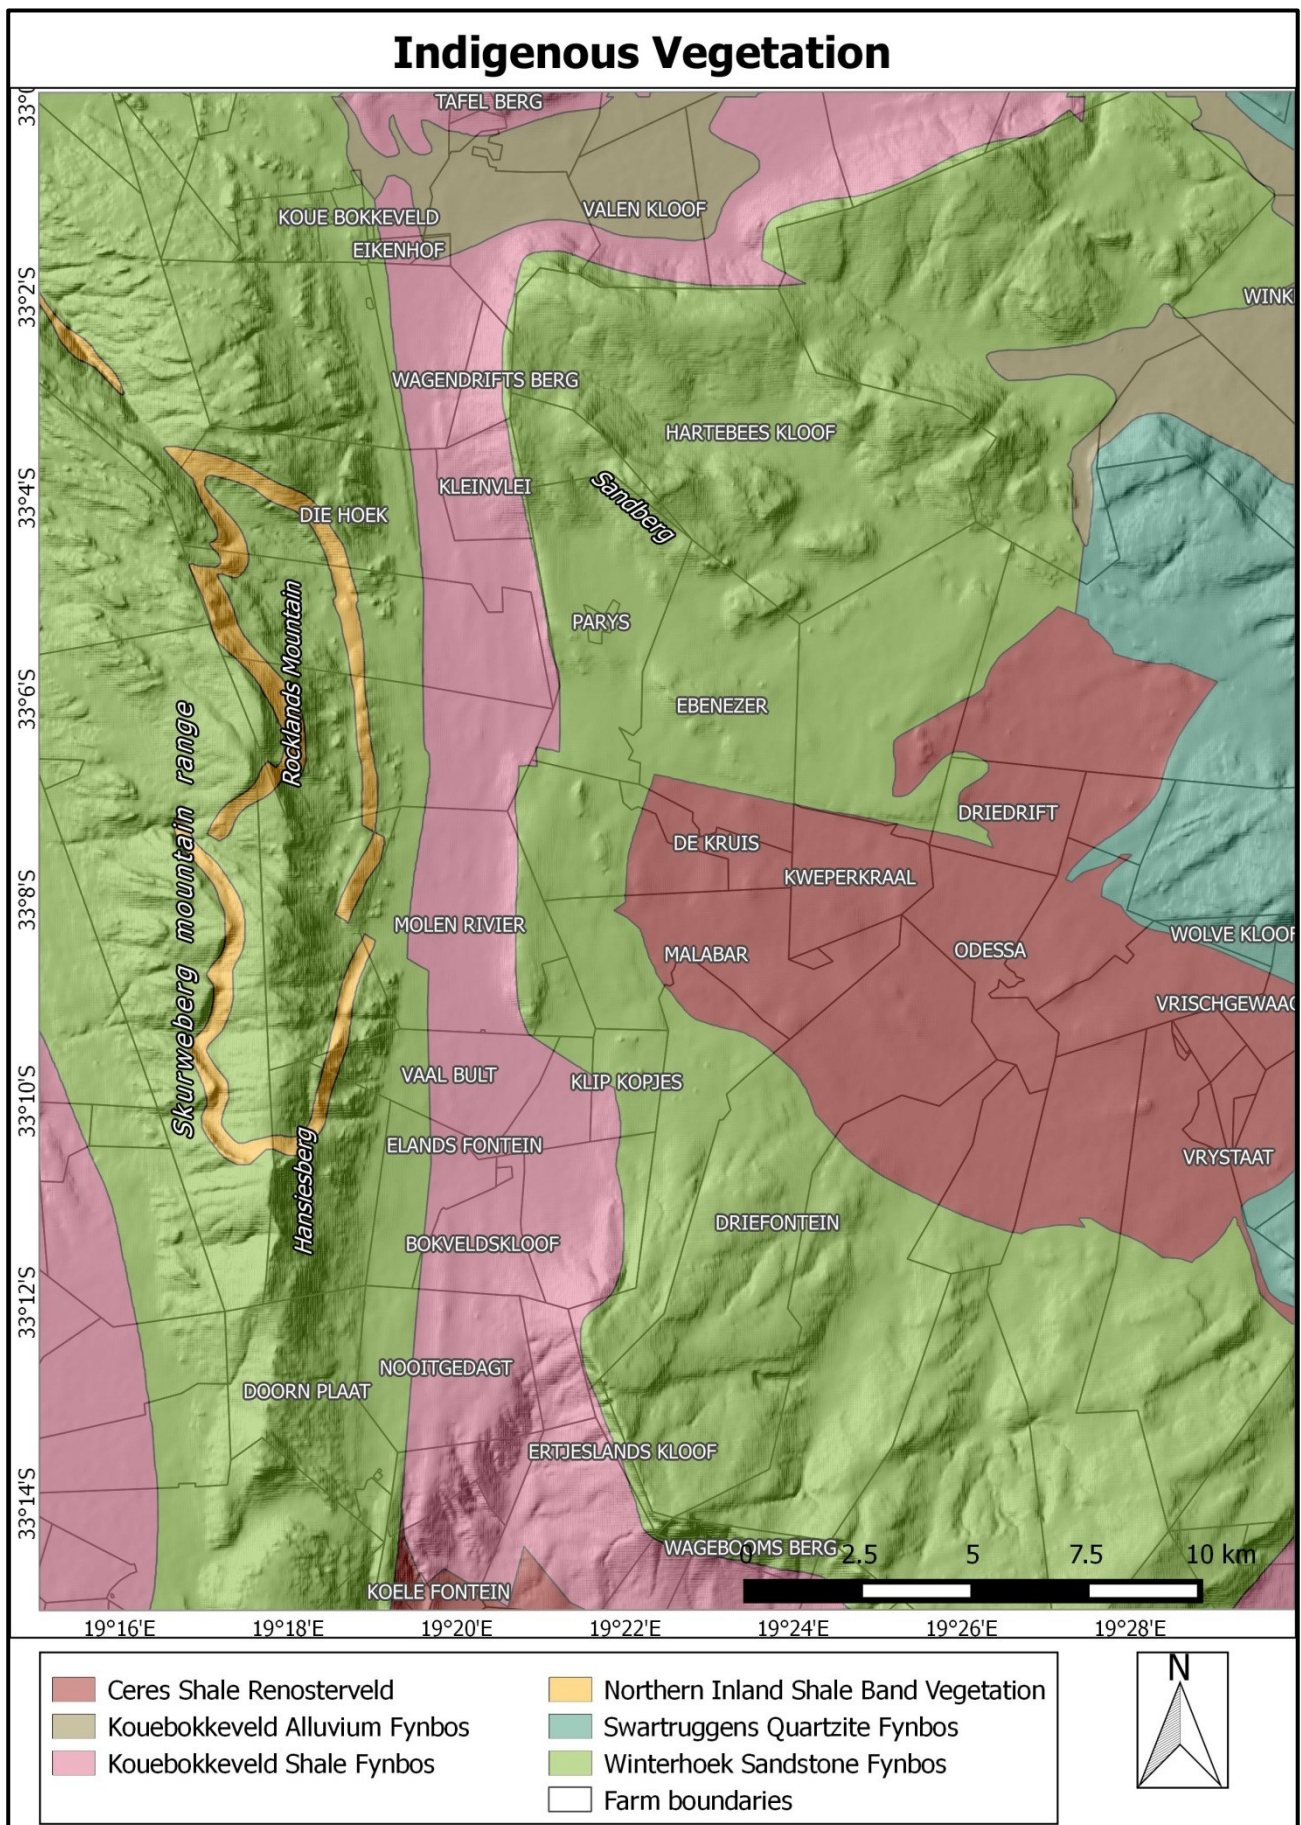 Indigenous Vegetation
TAFEL BERG
VALEN KLOOF
KOUE BOKKEVELD
EIKENHOF
33°2'S
WINK
WAGENDRIFTS BERG
HARTEBEES KLOOF
33°4'S
KLEINVLEI
Sandberg
DIE HOEK
Rocklands Mountain
PARYS
33°6'S
EBENEZER
Skurweberg mountain range
DRIEDRIFT
DE KRUIS
KWEPERKRAAL
33°8'S
MOLEN RIVIER
WOLVE KLOOF
MALABAR
ODESSA
VRISCHGEWAAG
33°10'S
VAAL BULT
KLIP KOPJES
ELANDS FONTEIN
VRYSTAAT
Hansiesberg
DRIEFONTEIN
BOKVELDSKLOOF
33°12'S
NOOITGEDAGT
DOORN PLAAT
ERTJESLANDS KLOOF
33°14'S
WAGEBOOMS BERG
0 2.5 5 7.5 10 km
KOELE FONTEIN
19°16'E 19°18'E 19°20'E 19°22'E 19°24'E 19°26'E 19°28'E
Ceres Shale Renosterveld
Kouebokkeveld Alluvium Fynbos
Kouebokkeveld Shale Fynbos
Northern Inland Shale Band Vegetation
Swartruggens Quartzite Fynbos
Winterhoek Sandstone Fynbos
Farm boundaries
N